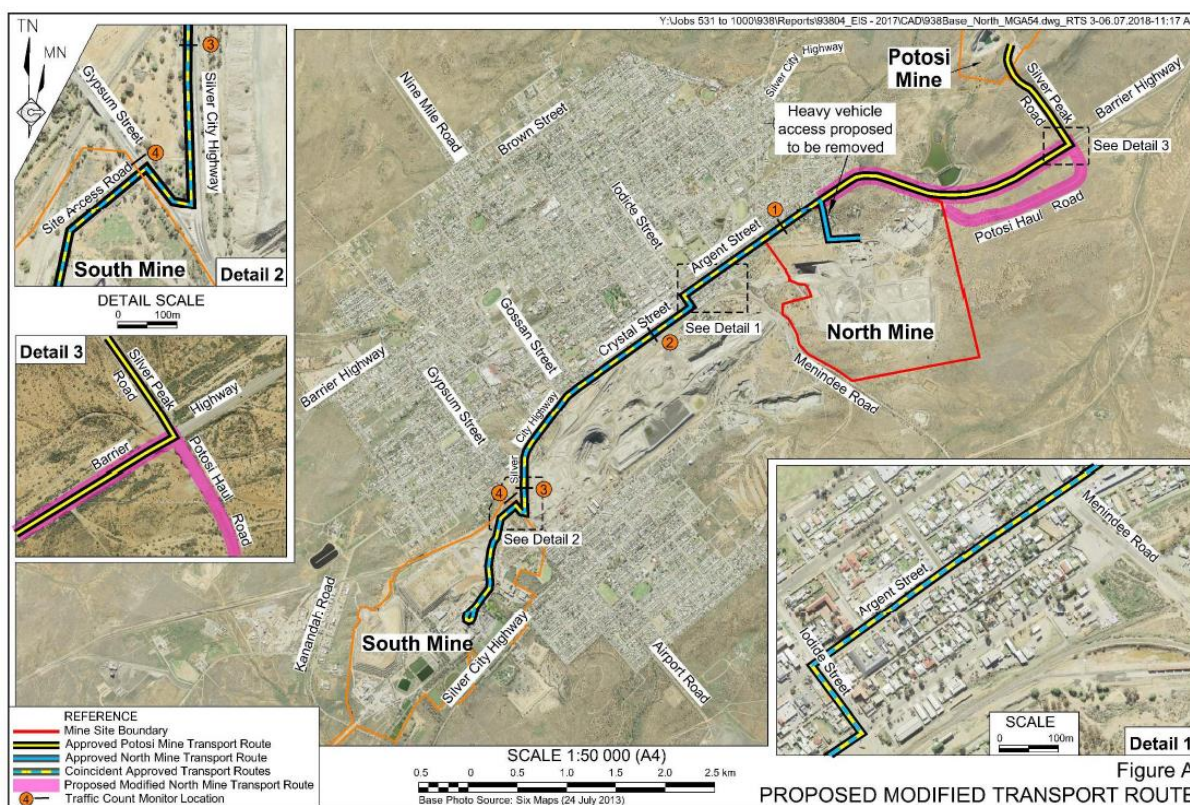 Y:\Jobs 531 to 1000\938\Reports\93804_EIS - 2017\CAD\938Base_North_MGA54.dwg_RTS 3-06.07.2018-11:17 A
TN
MN
Gypsum Street
3
Silver City Highway
4
Site Access Road
South Mine
Detail 2
DETAIL SCALE
0 100m
Detail 3
Silver Peak
Road
Highway
Barrier
Potosi Haul
Road
Nine Mile Road
Brown Street
Silver City Highway
Heavy vehicle
access proposed
to be removed
Potosi
Mine
Silver Peak
Road
Barrier Highway
See Detail 3
Potosi Haul Road
Iodide Street
1
Argent Street
North Mine
See Detail 1
Crystal Street
2
Gossan Street
Menindee Road
Barrier Highway
Gypsum Street
Silver City Highway
4
3
See Detail 2
Kanandah Road
South Mine
Silver City Highway
Airport Road
Menindee Road
Argent Street
Iodide Street
SCALE
0 100m
Detail 1
REFERENCE
Mine Site Boundary
Approved Potosi Mine Transport Route
Approved North Mine Transport Route
Coincident Approved Transport Routes
Proposed Modified North Mine Transport Route
4 Traffic Count Monitor Location
SCALE 1:50 000 (A4)
0.5 0 0.5 1.0 1.5 2.0 2.5 km
Base Photo Source: Six Maps (24 July 2013)
Figure A
PROPOSED MODIFIED TRANSPORT ROUTE